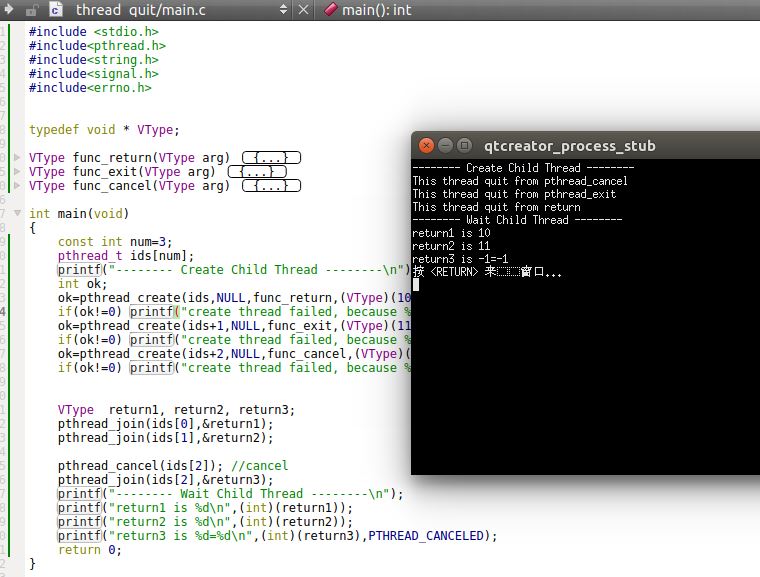 thread_quit/main.c
main(): int
#include <stdio.h>
#include<pthread.h>
#include<string.h>
#include<signal.h>
#include<errno.h>
typedef void * VType;
VType func_return(VType arg) {...}
VType func_exit(VType arg) {...}
VType func_cancel(VType arg) {...}
int main(void)
{
const int num=3;
pthread_t ids[num];
printf("-------- Create Child Thread --------\n")
int ok;
ok=pthread_create(ids,NULL,func_return,(VType)(10
if(ok!=0) printf("create thread failed, because %
ok=pthread_create(ids+1,NULL,func_exit,(VType)(11
if(ok!=0) printf("create thread failed, because %
ok=pthread_create(ids+2,NULL,func_cancel,(VType)(
if(ok!=0) printf("create thread failed, because %
VType  return1, return2, return3;
pthread_join(ids[0],&return1);
pthread_join(ids[1],&return2);
pthread_cancel(ids[2]); //cancel
pthread_join(ids[2],&return3);
printf("-------- Wait Child Thread --------\n");
printf("return1 is %d\n",(int)(return1));
printf("return2 is %d\n",(int)(return2));
printf("return3 is %d=%d\n",(int)(return3),PTHREAD_CANCELED);
return 0;
}
qtcreator_process_stub
-------- Create Child Thread --------
This thread quit from pthread_cancel
This thread quit from pthread_exit
This thread quit from return
-------- Wait Child Thread --------
return1 is 10
return2 is 11
return3 is -1=-1
按 <RETURN> 来窗口...